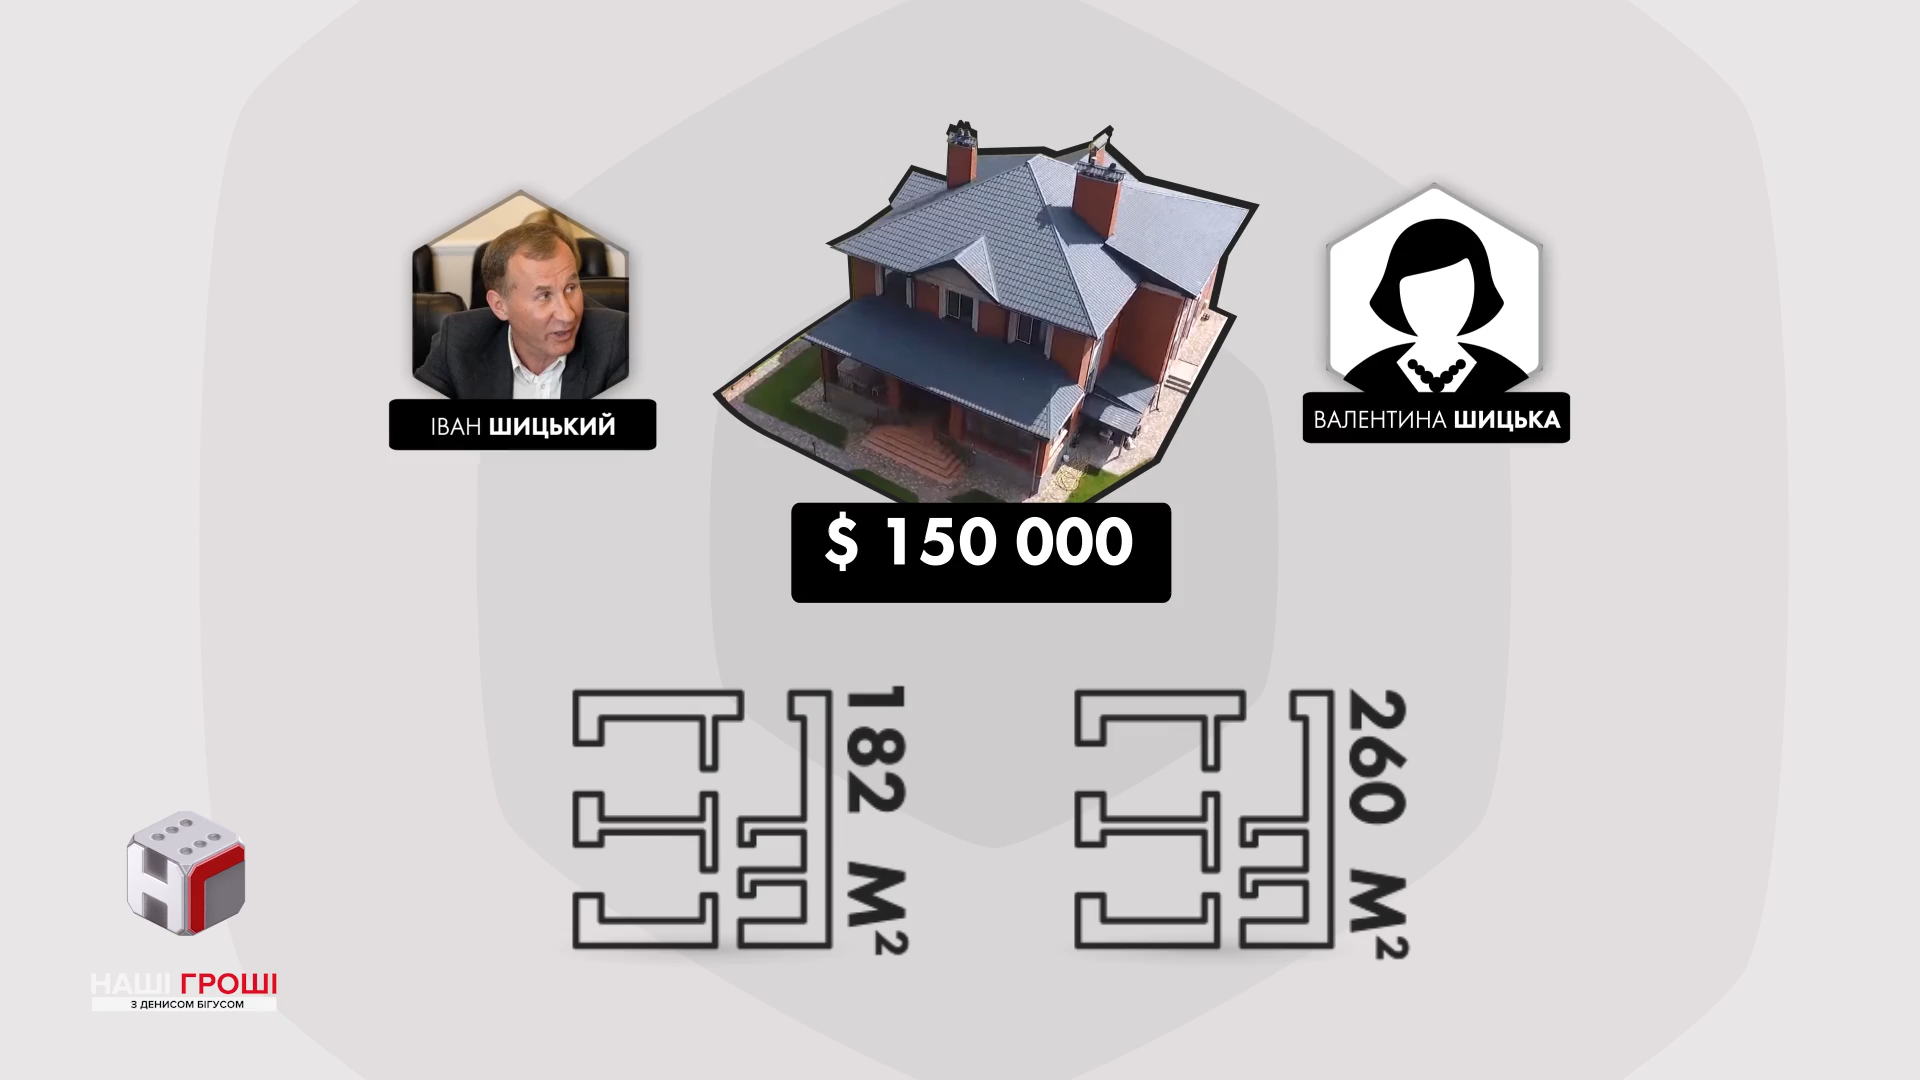 ІВАН ШИЦЬКИЙ
ВАЛЕНТИНА ШИЦЬКА
$ 150 000
182 М²
260 М²
НАШІ ГРОШІ
З ДЕНИСОМ БІГУСОМ